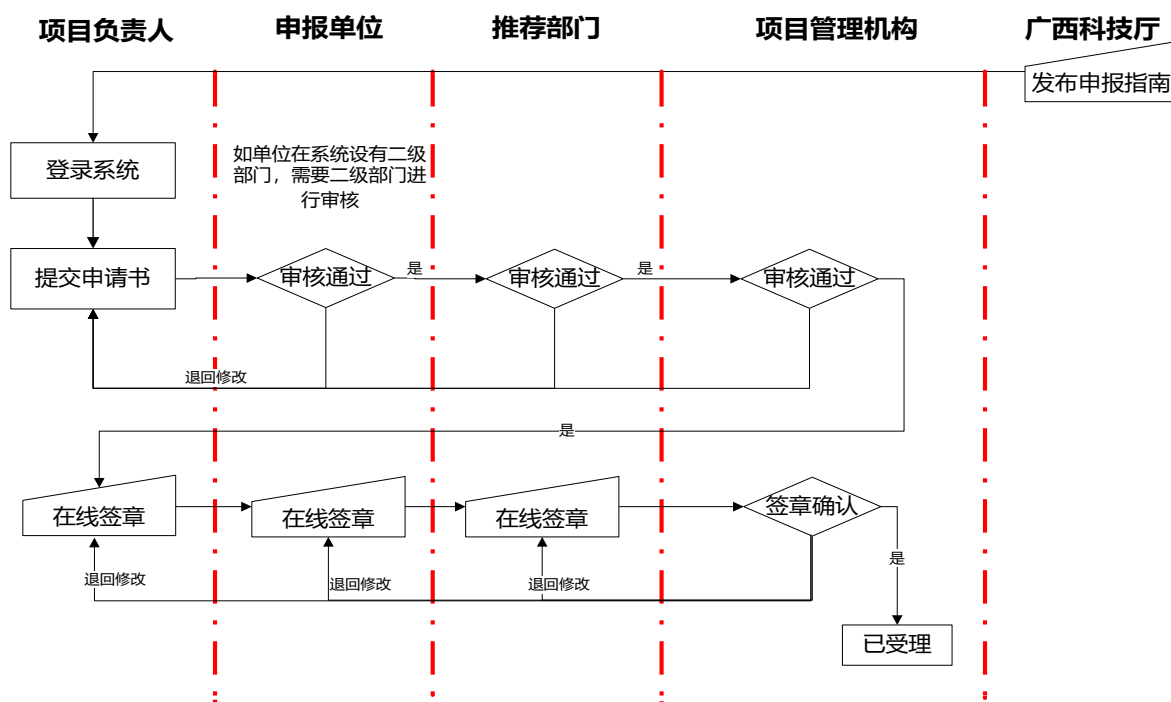 项目负责人
申报单位
推荐部门
项目管理机构
广西科技厅
发布申报指南
登录系统
如单位在系统设有二级
部门，需要二级部门进
行审核
提交申请书
审核通过
是
审核通过
是
审核通过
退回修改
是
在线签章
在线签章
在线签章
签章确认
退回修改
退回修改
退回修改
是
已受理